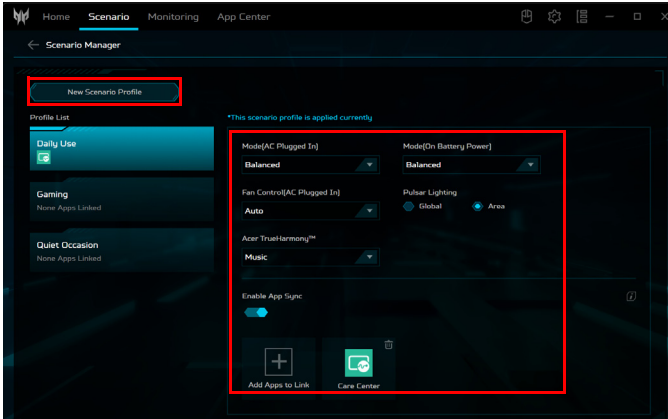 Home Scenario Monitoring App Center
Scenario Manager
New Scenario Profile
Profile List
*This scenario profile is applied currently
Daily Use
Gaming
None Apps Linked
Quiet Occasion
None Apps Linked
Mode(AC Plugged In) Mode(On Battery Power)
Balanced Balanced
Fan Control(AC Plugged In) Pulsar Lighting
Auto Global Area
Acer TrueHarmony™
Music
Enable App Sync
Add Apps to Link Care Center